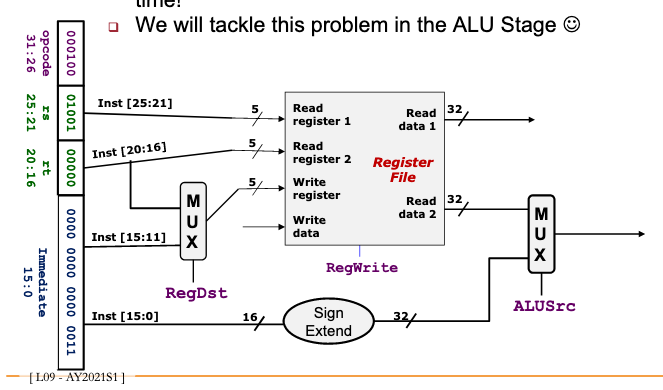 time!
We will tackle this problem in the ALU Stage ☺
opcode
31:26
000100
rs
25:21
01001
rt
20:16
00000
Immediate
15:0
0000 0000 0000 0011
Inst [25:21]
Inst [20:16]
Inst [15:11]
Inst [15:0]
5
5
5
16
MUX
RegDst
Read
register 1
Read
register 2
Write
register
Write
data
Register
File
Read
data 1
Read
data 2
RegWrite
32
32
32
Sign
Extend
MUX
ALUSrc
[ L09 - AY2021S1 ]